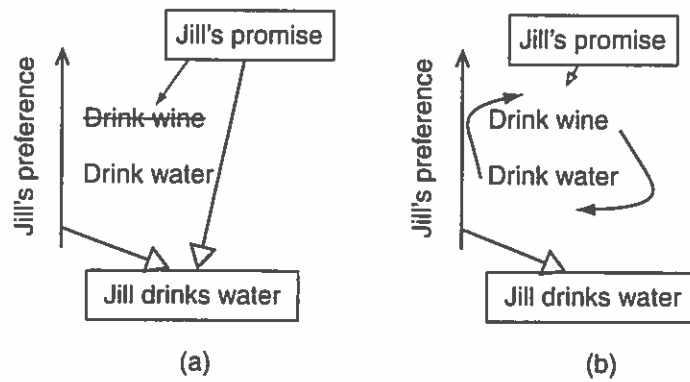 Jill's promise
Jill's preference
Drink wine
Drink water
Jill drinks water
(a)
Jill's promise
Jill's preference
Drink wine
Drink water
Jill drinks water
(b)